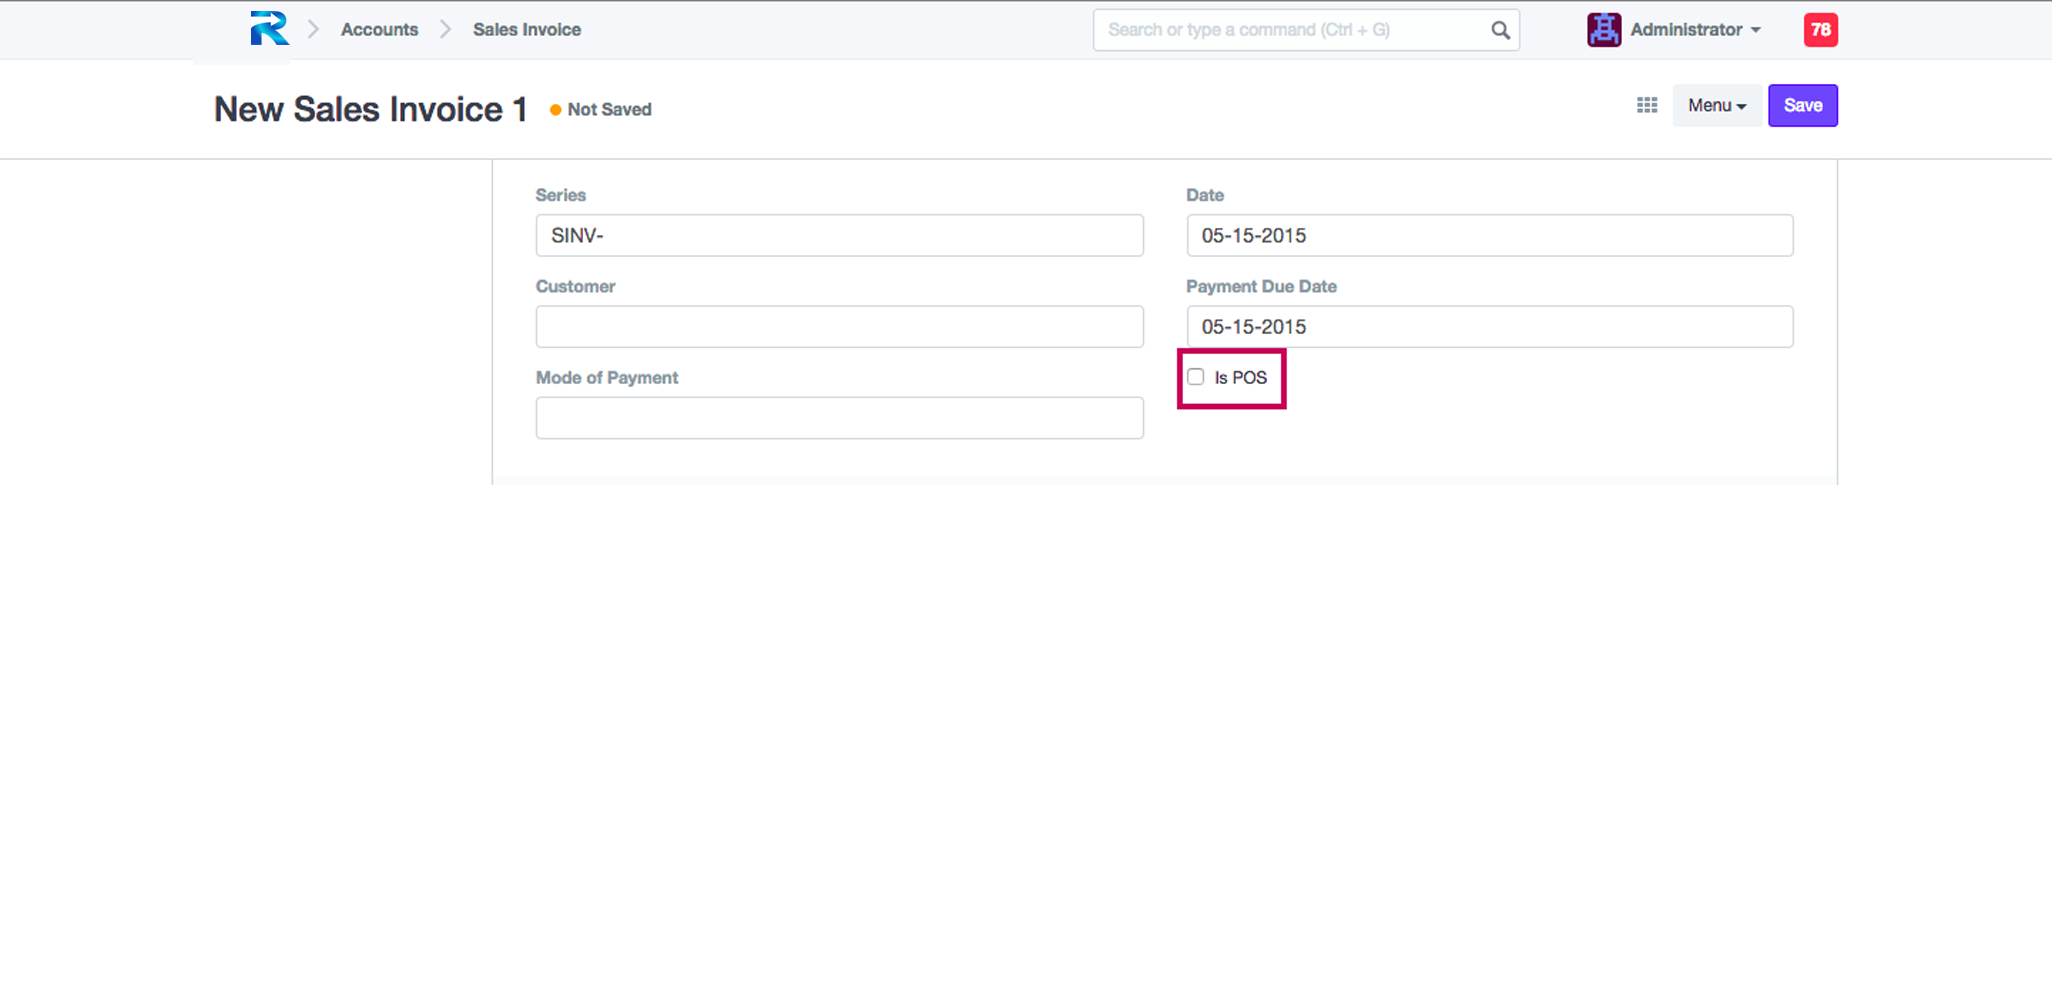 Accounts
Sales Invoice
Search or type a command (Ctrl + G)
Administrator
78
New Sales Invoice 1
Not Saved
Menu
Save
Series
Date
SINV-
05-15-2015
Customer
Payment Due Date
05-15-2015
Mode of Payment
Is POS